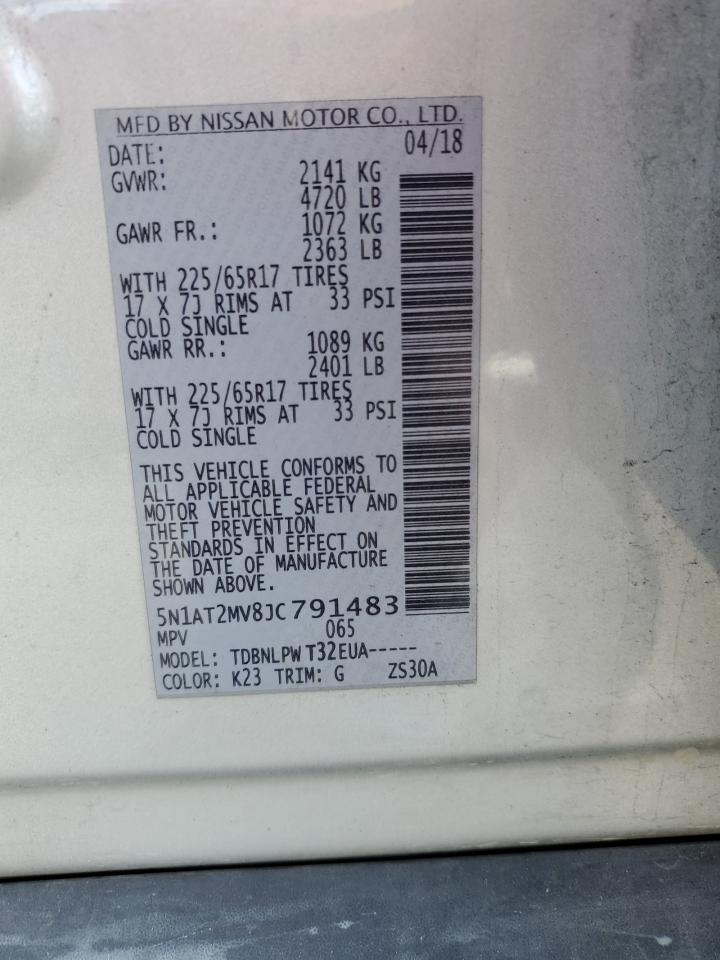 MFD BY NISSAN MOTOR CO., LTD.
DATE: 04/18
GVWR: 2141 KG
4720 LB
GAWR FR.: 1072 KG
2363 LB
WITH 225/65R17 TIRES
17 X 7J RIMS AT 33 PSI
COLD SINGLE
GAWR RR.: 1089 KG
2401 LB
WITH 225/65R17 TIRES
17 X 7J RIMS AT 33 PSI
COLD SINGLE
THIS VEHICLE CONFORMS TO
ALL APPLICABLE FEDERAL
MOTOR VEHICLE SAFETY AND
THEFT PREVENTION
STANDARDS IN EFFECT ON
THE DATE OF MANUFACTURE
SHOWN ABOVE.
5N1AT2MV8JC791483
MPV 065
MODEL: TDBNLPW T32EUA-----
COLOR: K23 TRIM: G ZS30A